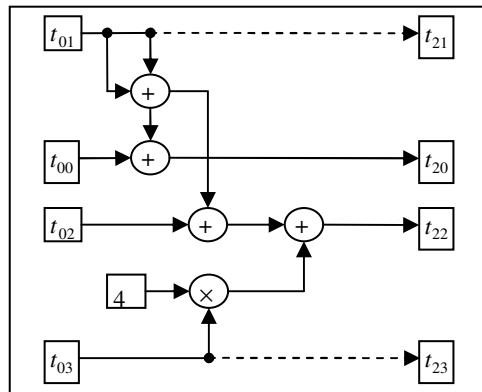 t₀₁ t₂₁
+
t₀₀ + t₂₀
t₀₂ + + t₂₂
4 ×
t₀₃ t₂₃